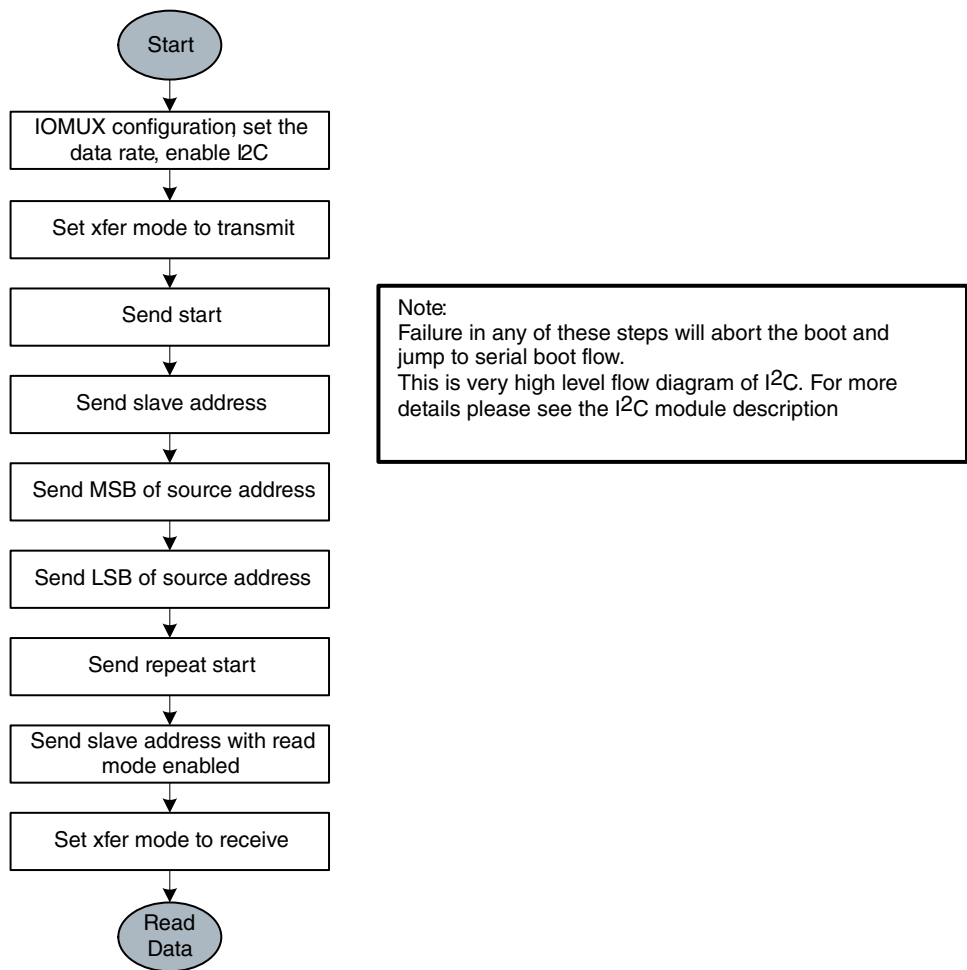 Start
IOMUX configuration, set the
data rate, enable I2C
Set xfer mode to transmit
Send start
Send slave address
Send MSB of source address
Send LSB of source address
Send repeat start
Send slave address with read
mode enabled
Set xfer mode to receive
Read
Data
Note:
Failure in any of these steps will abort the boot and
jump to serial boot flow.
This is very high level flow diagram of I2C. For more
details please see the I2C module description